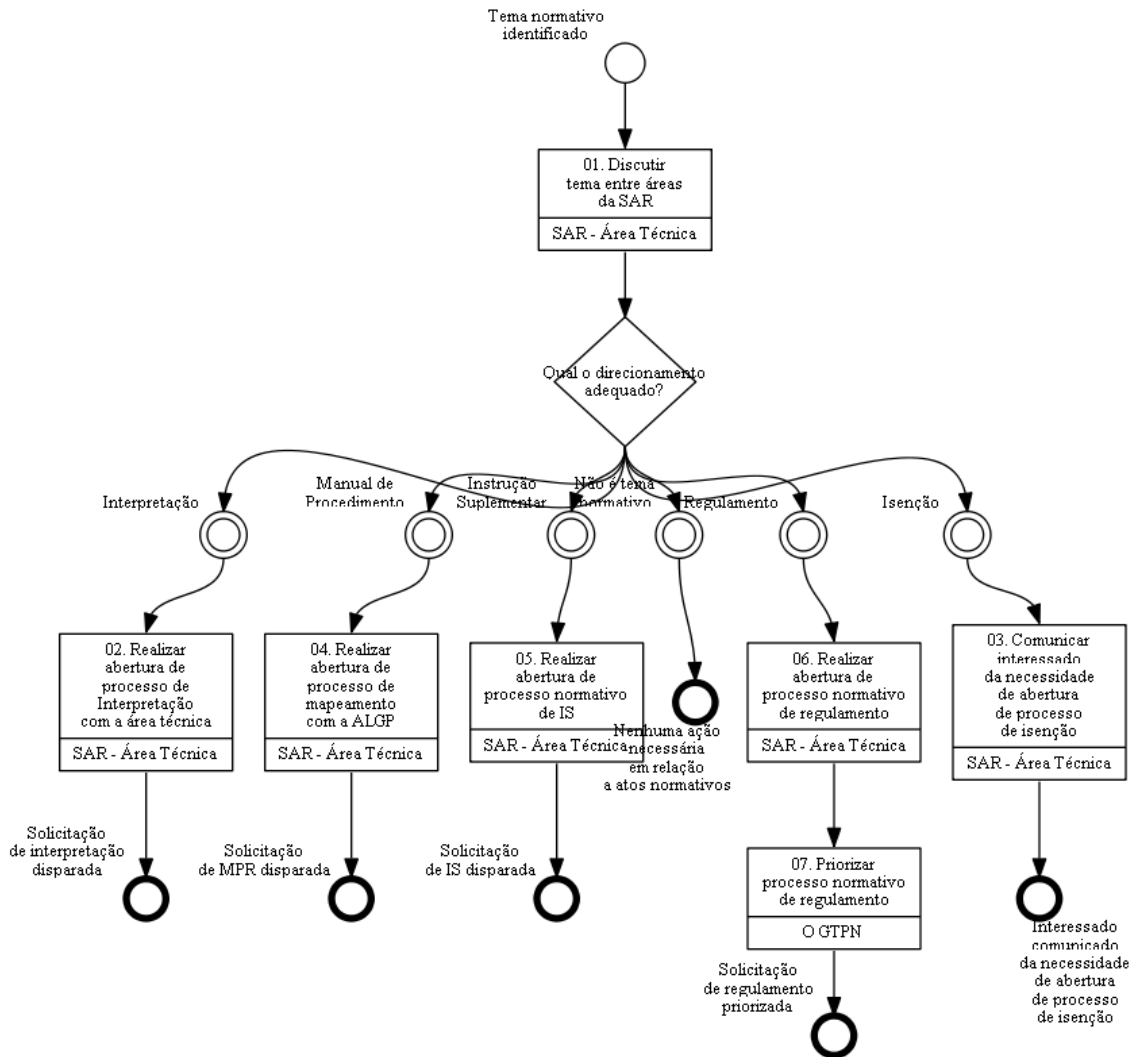 Tema normativo
identificado
01. Discutir
tema entre áreas
da SAR
SAR - Área Técnica
Qual o direcionamento
adequado?
Interpretação
Manual de
Procedimento
Instrução
Suplementar
Não é tema
normativo
Regulamento
Isenção
02. Realizar
abertura de
processo de
Interpretação
com a área técnica
SAR - Área Técnica
04. Realizar
abertura de
processo de
mapeamento
com a ALGP
SAR - Área Técnica
05. Realizar
abertura de
processo normativo
de IS
SAR - Área Técnica
Nenhuma ação
necessária
em relação
a atos normativos
06. Realizar
abertura de
processo normativo
de regulamento
SAR - Área Técnica
03. Comunicar
interessado
da necessidade
de abertura
de processo
de isenção
SAR - Área Técnica
Solicitação
de interpretação
disparada
Solicitação
de MPR disparada
Solicitação
de IS disparada
07. Priorizar
processo normativo
de regulamento
O GTPN
Solicitação
de regulamento
priorizada
Interessado
comunicado
da necessidade
de abertura
de processo
de isenção